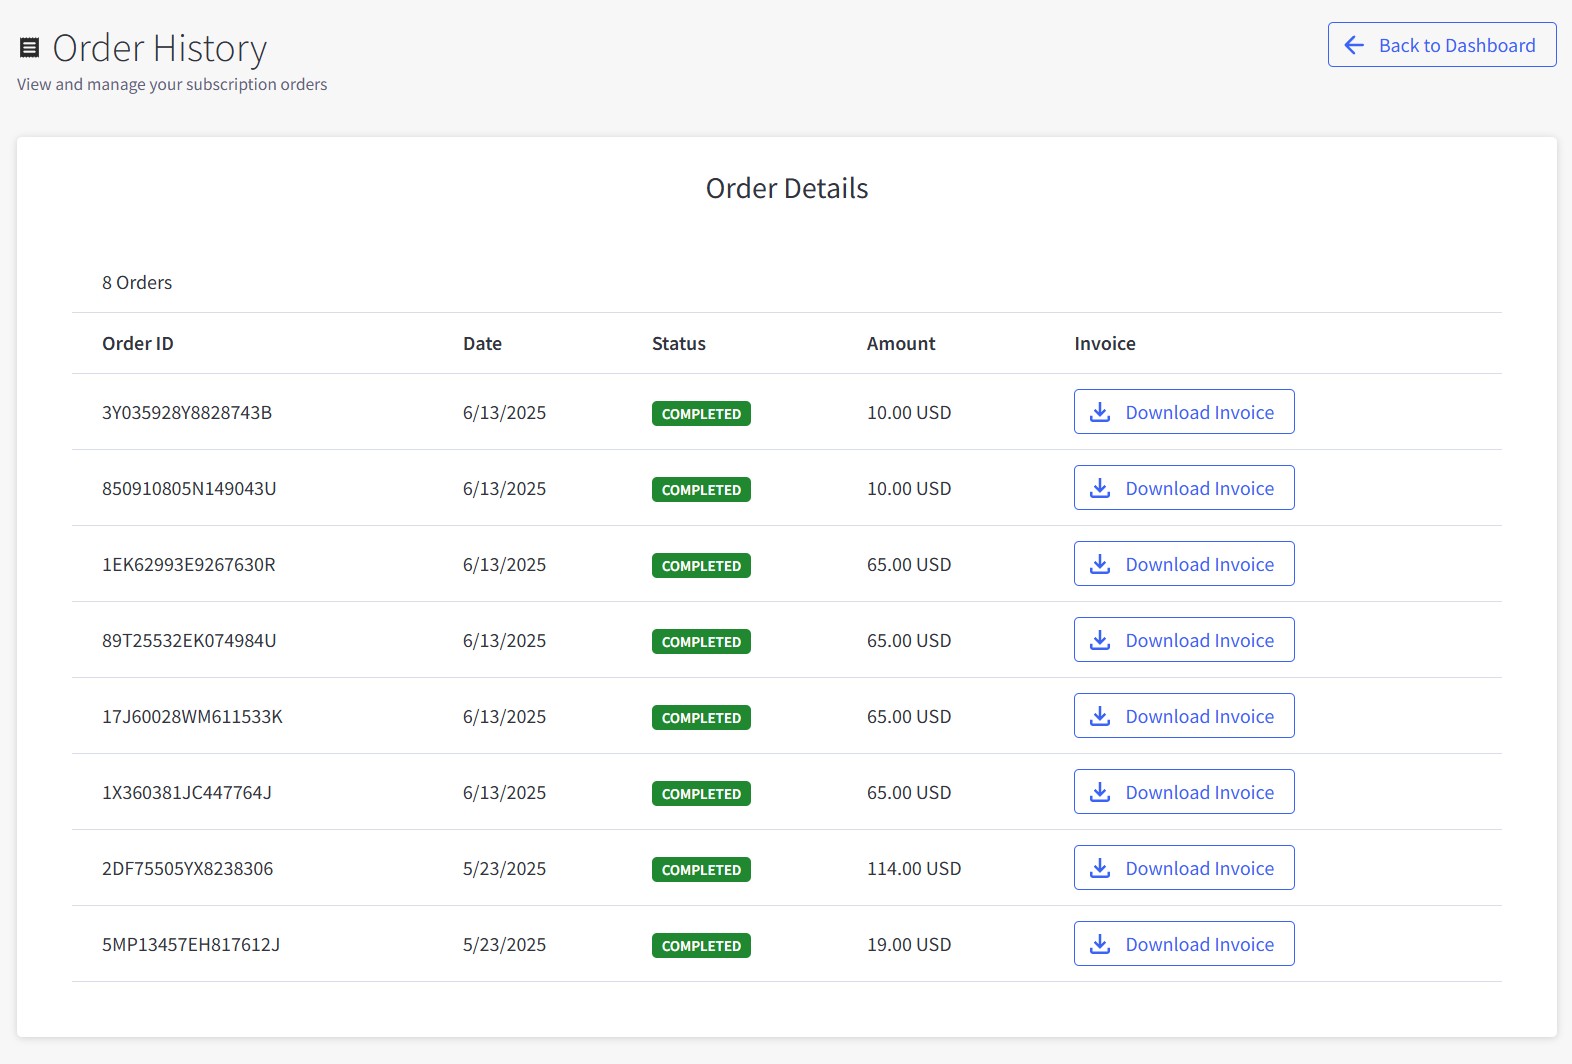 Order History
Back to Dashboard
View and manage your subscription orders
Order Details
8 Orders
Order ID Date Status Amount Invoice
3Y035928Y8828743B 6/13/2025 COMPLETED 10.00 USD Download Invoice
850910805N149043U 6/13/2025 COMPLETED 10.00 USD Download Invoice
1EK62993E9267630R 6/13/2025 COMPLETED 65.00 USD Download Invoice
89T25532EK074984U 6/13/2025 COMPLETED 65.00 USD Download Invoice
17J60028WM611533K 6/13/2025 COMPLETED 65.00 USD Download Invoice
1X360381JC447764J 6/13/2025 COMPLETED 65.00 USD Download Invoice
2DF75505YX8238306 5/23/2025 COMPLETED 114.00 USD Download Invoice
5MP13457EH817612J 5/23/2025 COMPLETED 19.00 USD Download Invoice